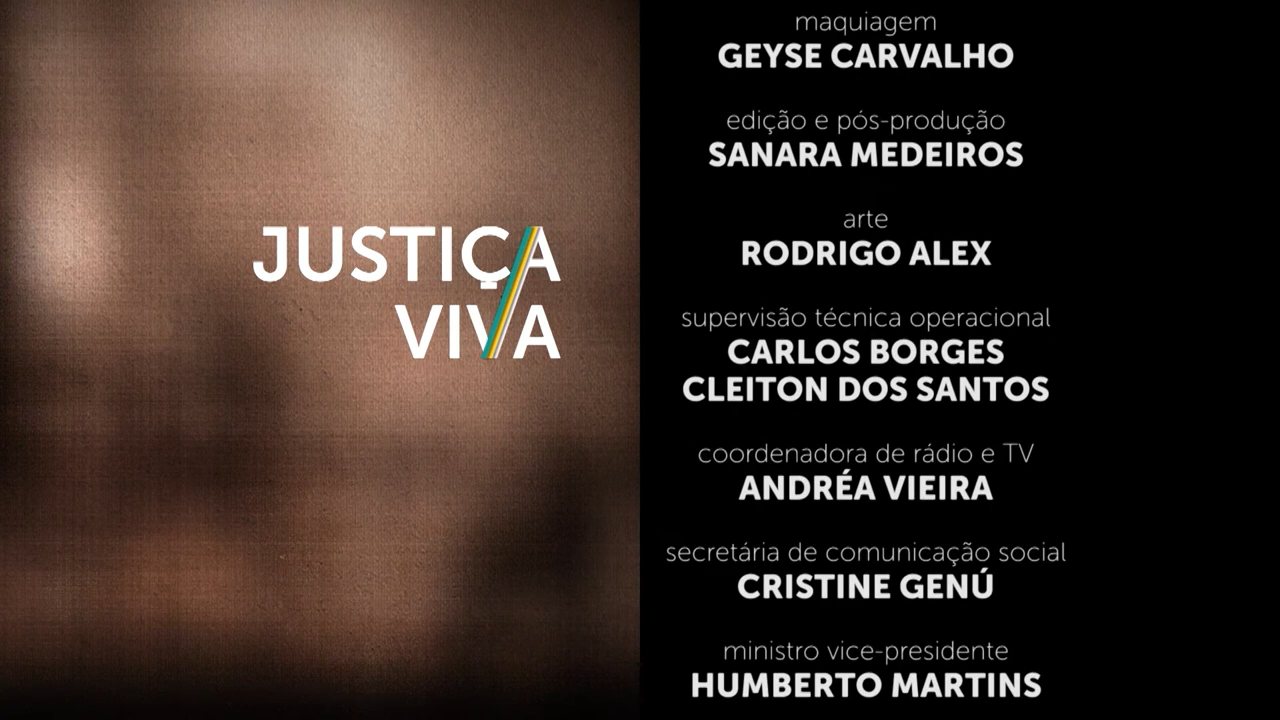 JUSTIÇA
VIVA
maquiagem
GEYSE CARVALHO
edição e pós-produção
SANARA MEDEIROS
arte
RODRIGO ALEX
supervisão técnica operacional
CARLOS BORGES
CLEITON DOS SANTOS
coordenadora de rádio e TV
ANDRÉA VIEIRA
secretária de comunicação social
CRISTINE GENÚ
ministro vice-presidente
HUMBERTO MARTINS